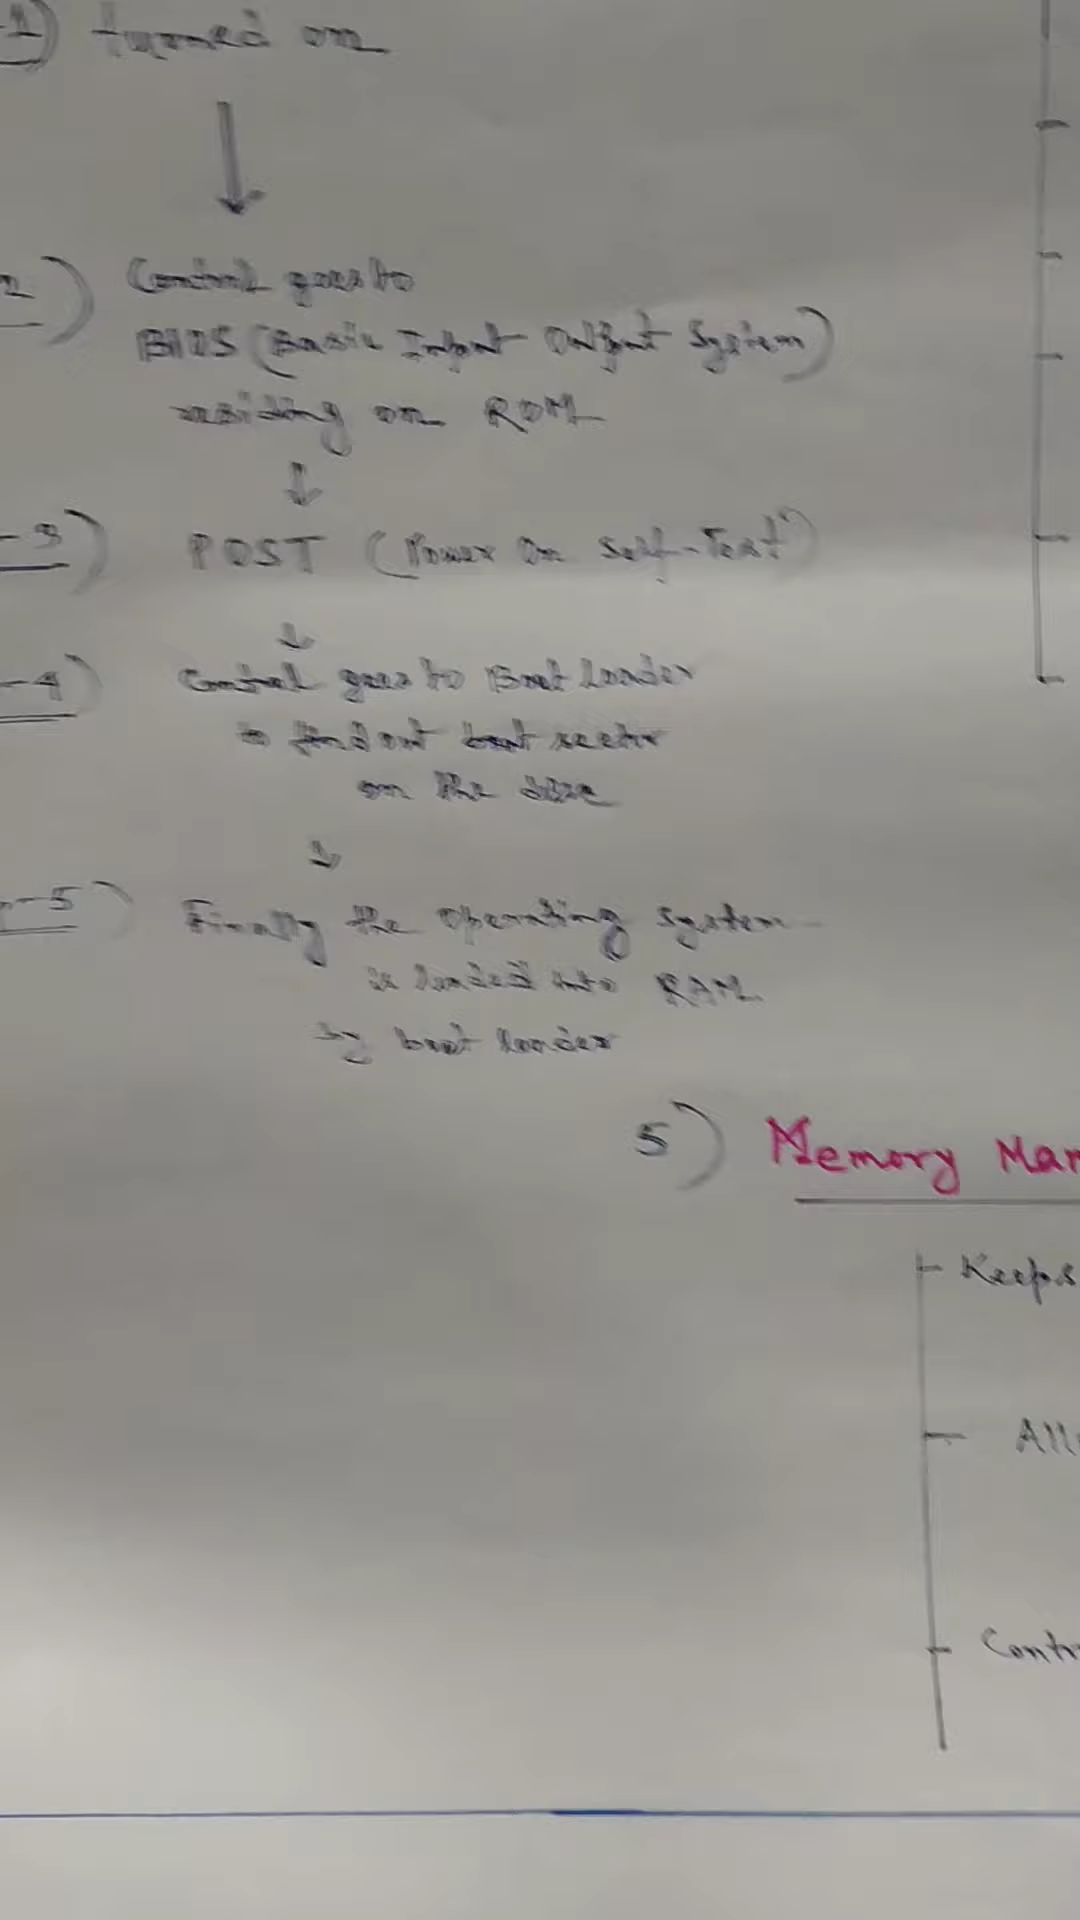 1) turned on
2) Control goes to
BIOS (Basic Input Output System)
residing on ROM
-3) POST (Power On Self-Test)
-4) Control goes to Boot loader
to find out boot sector
on the
-5) Finally the operating system
is loaded into RAM
by boot loader
5) Memory Man
Keeps
All
Contr